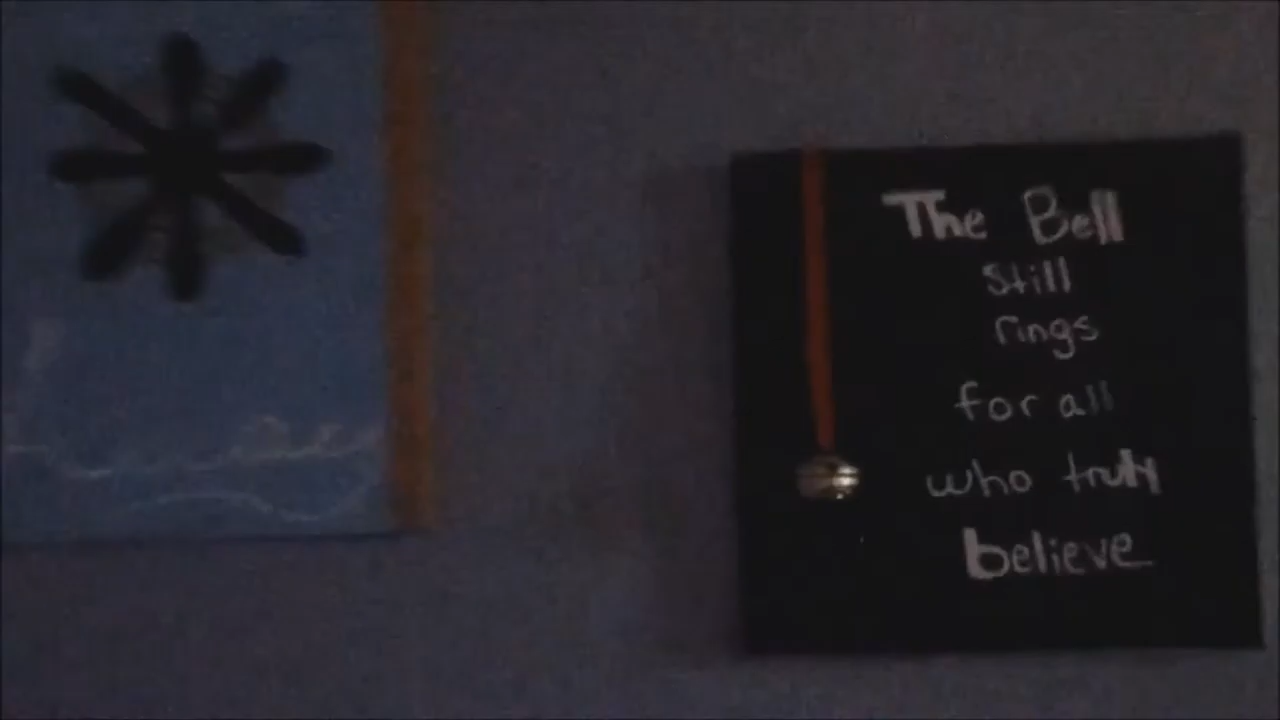 The Bell
still
rings
for all
who truly
believe